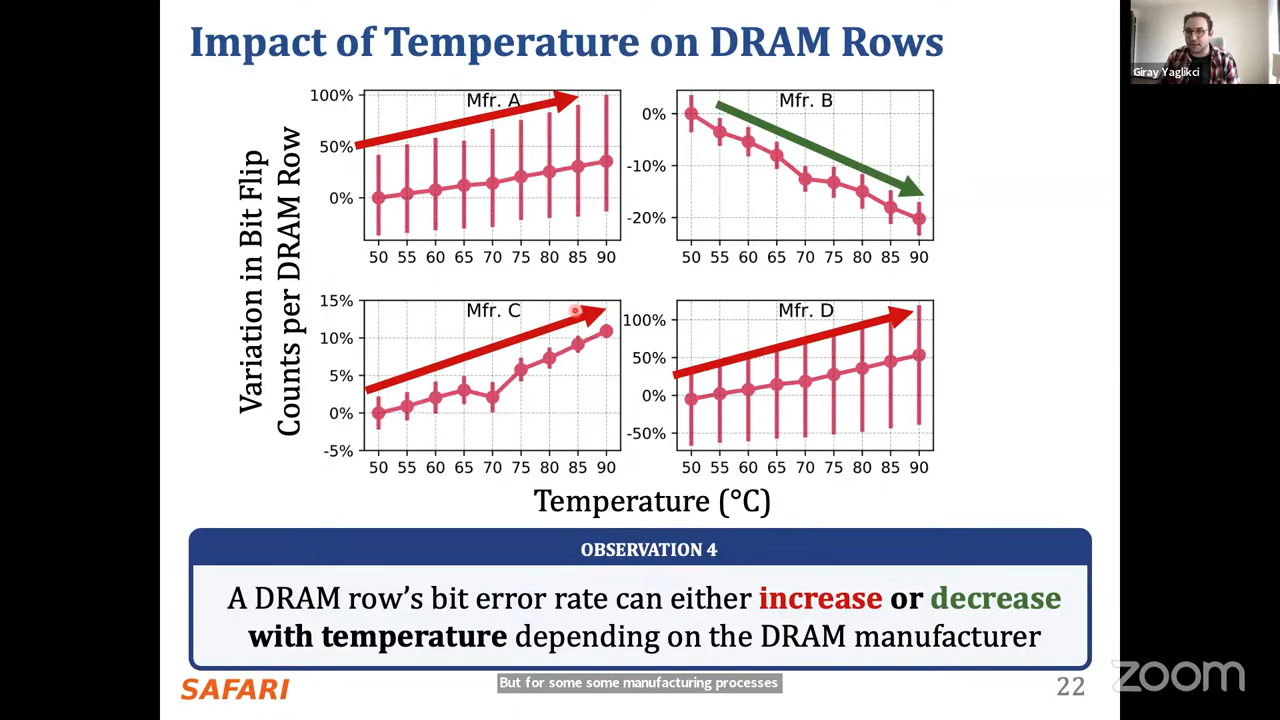 Impact of Temperature on DRAM Rows
Giray Yaglikci
Variation in Bit Flip
Counts per DRAM Row
Mfr. A
100%
50%
0%
50 55 60 65 70 75 80 85 90
Mfr. B
0%
-10%
-20%
50 55 60 65 70 75 80 85 90
Mfr. C
15%
10%
5%
0%
-5%
50 55 60 65 70 75 80 85 90
Mfr. D
100%
50%
0%
-50%
50 55 60 65 70 75 80 85 90
Temperature (°C)
OBSERVATION 4
A DRAM row’s bit error rate can either increase or decrease
with temperature depending on the DRAM manufacturer
SAFARI
But for some some manufacturing processes
22
zoom